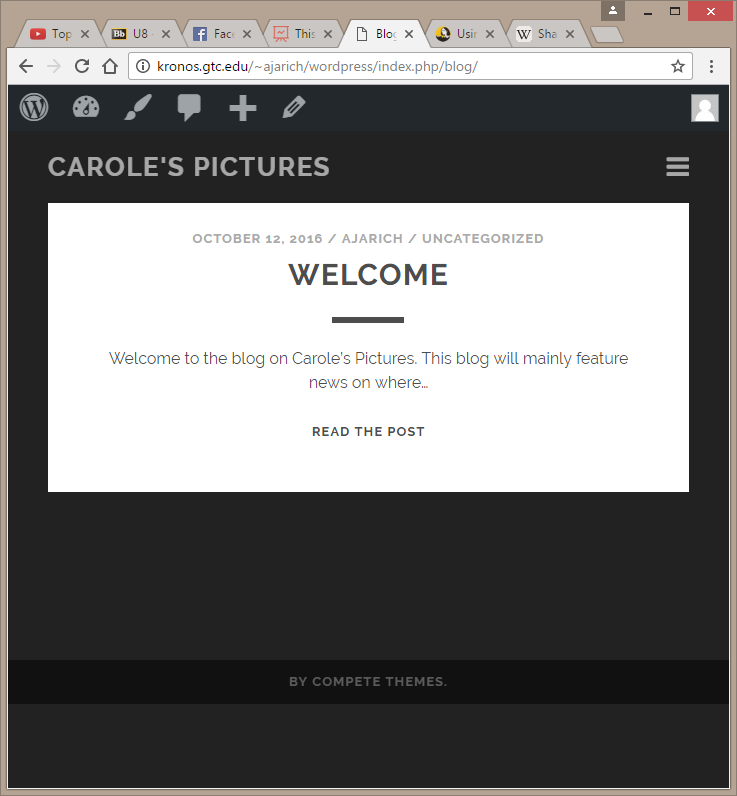 Top
Bb U8
Face
This
Blog
Usin
W Sha
kronos.gtc.edu/~ajarich/wordpress/index.php/blog/
CAROLE'S PICTURES
OCTOBER 12, 2016 / AJARICH / UNCATEGORIZED
WELCOME
Welcome to the blog on Carole's Pictures. This blog will mainly feature
news on where…
READ THE POST
BY COMPETE THEMES.